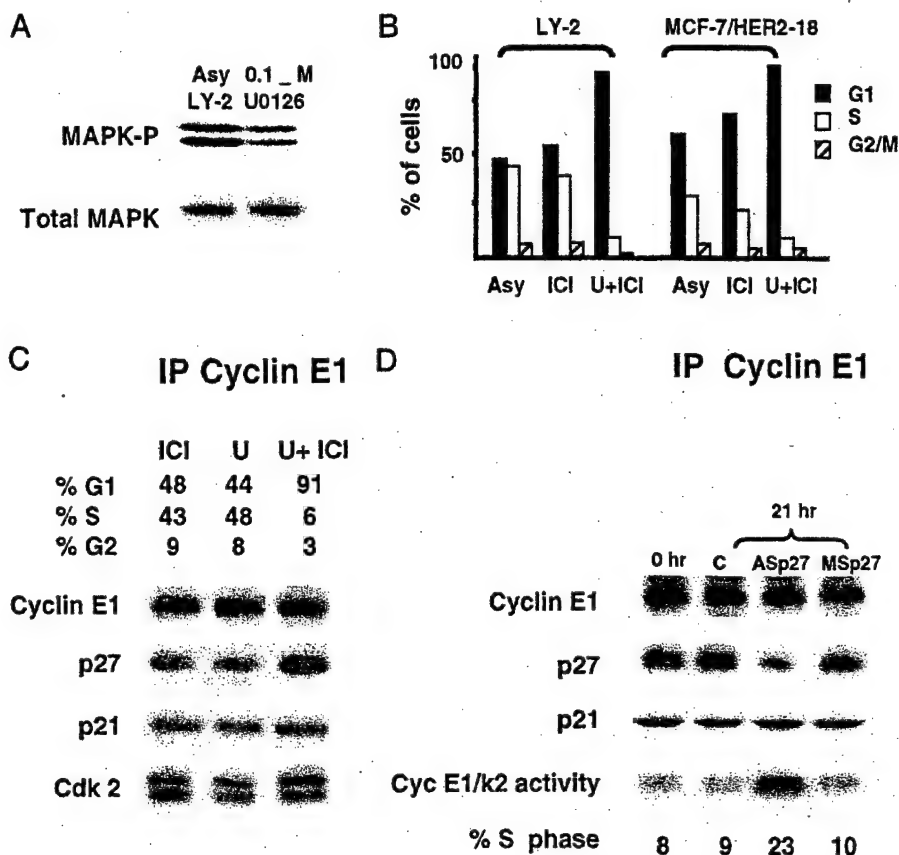 A
Asy 0.1 _ M
LY-2 U0126
MAPK-P
Total MAPK
B
LY-2 MCF-7/HER2-18
100
50
% of cells
G1
S
G2/M
Asy ICI U+ICI Asy ICI U+ICI
C
IP Cyclin E1
ICI U U+ ICI
% G1 48 44 91
% S 43 48 6
% G2 9 8 3
Cyclin E1
p27
p21
Cdk 2
D
IP Cyclin E1
21 hr
0 hr C ASp27 MSp27
Cyclin E1
p27
p21
Cyc E1/k2 activity
% S phase 8 9 23 10